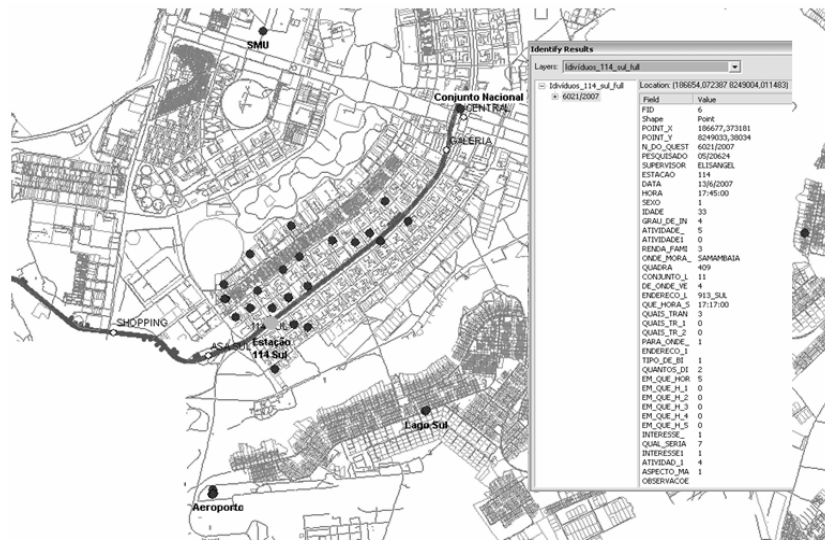 SMU
Conjunto Nacional
CENTRAL
GALERIA
SHOPPING
ASA SUL
114 SUL
Estação
114 Sul
Lago Sul
Aeroporto
Identify Results
Layers: Idivíduos_114_sul_full
Idivíduos_114_sul_full
6021/2007
Location: (186654,072387 8249004,011483)
Field Value
FID 6
Shape Point
POINT_X 186677,373181
POINT_Y 8249033,38034
N_DO_QUEST 6021/2007
PESQUISADO 05/20624
SUPERVISOR ELISANGEL
ESTACAO 114
DATA 13/6/2007
HORA 17:45:00
SEXO 1
IDADE 33
GRAU_DE_IN 4
ATIVIDADE_ 5
ATIVIDADE1 0
RENDA_FAMI 3
ONDE_MORA_ SAMAMBAIA
QUADRA 409
CONJUNTO_L 11
DE_ONDE_VE 4
ENDERECO_L 913_SUL
QUE_HORA_S 17:17:00
QUAIS_TRAN 3
QUAIS_TR_1 0
QUAIS_TR_2 0
PARA_ONDE_ 1
ENDERECO_1
TIPO_DE_BI 1
QUANTOS_DI 2
EM_QUE_HOR 5
EM_QUE_H_1 0
EM_QUE_H_2 0
EM_QUE_H_3 0
EM_QUE_H_4 0
EM_QUE_H_5 0
INTERESSE_ 1
QUAL_SERIA 7
INTERESSE1 1
ATIVIDAD_1 4
ASPECTO_MA 1
OBSERVACOE